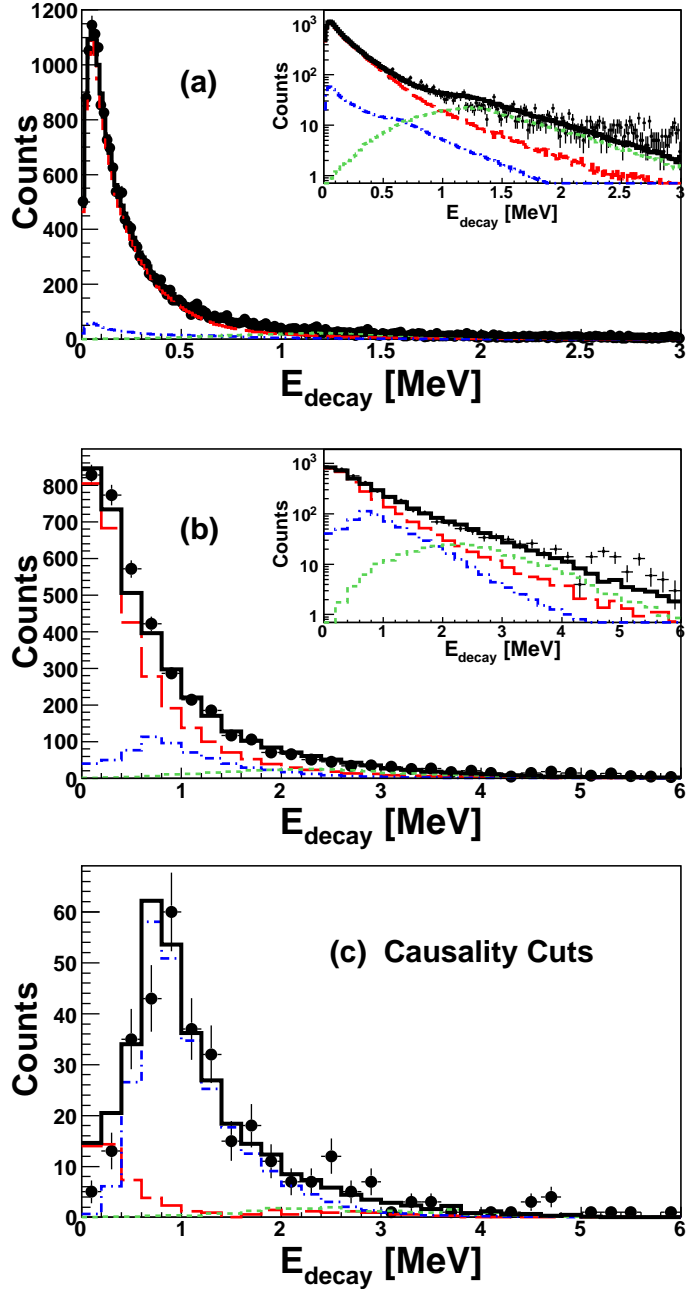 1200
1000
800
600
400
200
0
Counts
(a)
0 0.5 1 1.5 2 2.5 3
E_decay [MeV]
10³
10²
10
1
Counts
0 0.5 1 1.5 2 2.5 3
E_decay [MeV]
800
700
600
500
400
300
200
100
0
Counts
(b)
0 1 2 3 4 5 6
E_decay [MeV]
10³
10²
10
1
Counts
0 1 2 3 4 5 6
E_decay [MeV]
60
50
40
30
20
10
0
Counts
(c) Causality Cuts
0 1 2 3 4 5 6
E_decay [MeV]